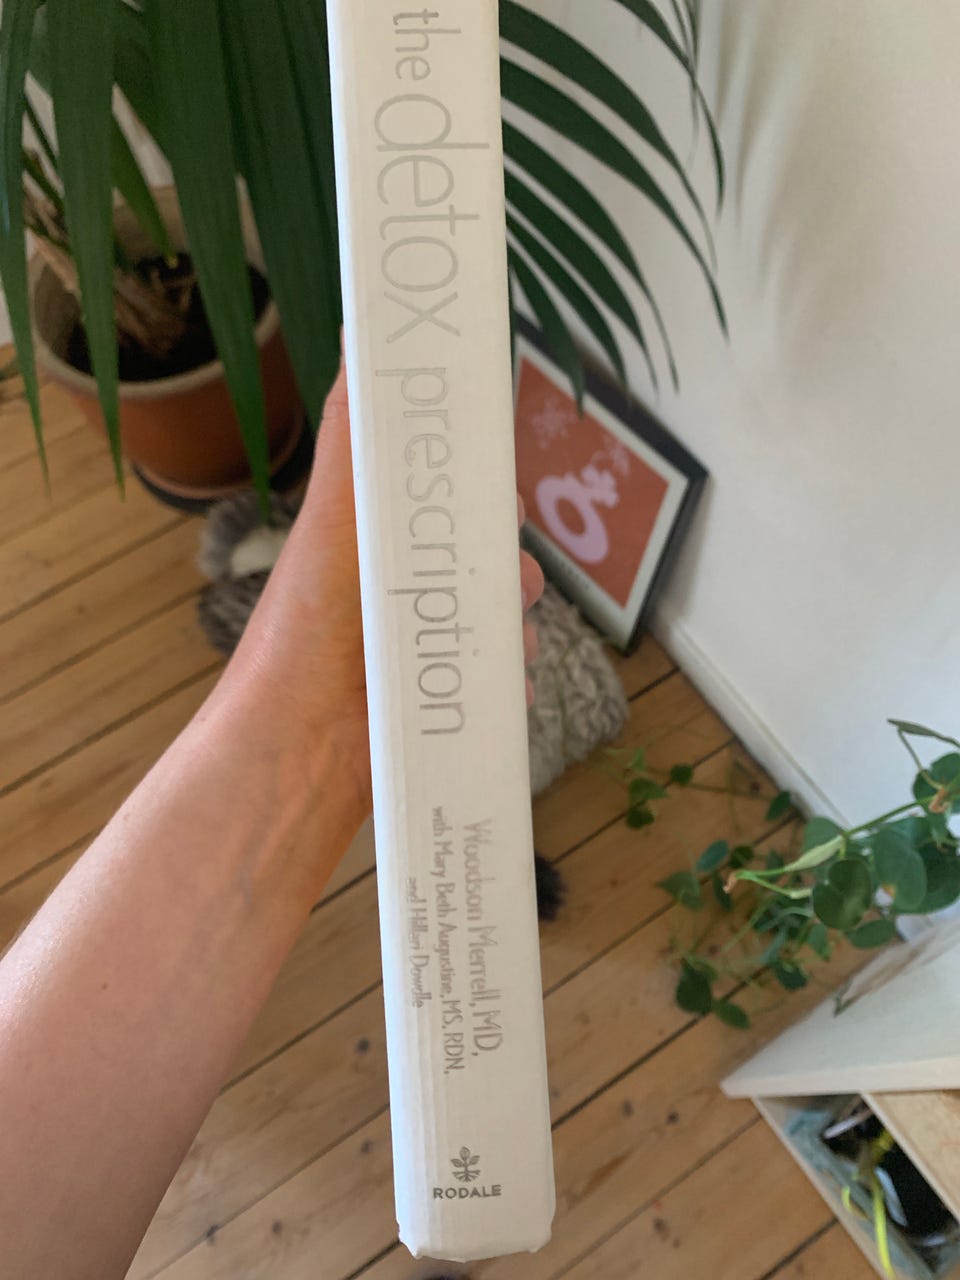 the detox prescription
Woodson Merrell, MD,
with Mary Beth Augustine, MS, RDN,
and Hillari Dowdle
RODALE